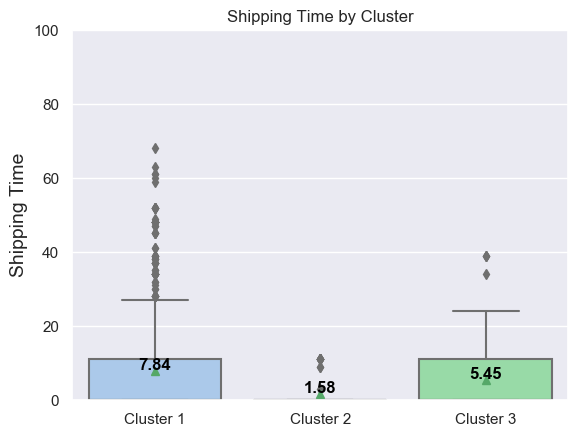 Shipping Time by Cluster
Shipping Time
100
80
60
40
20
0
7.84
1.58
5.45
Cluster 1
Cluster 2
Cluster 3